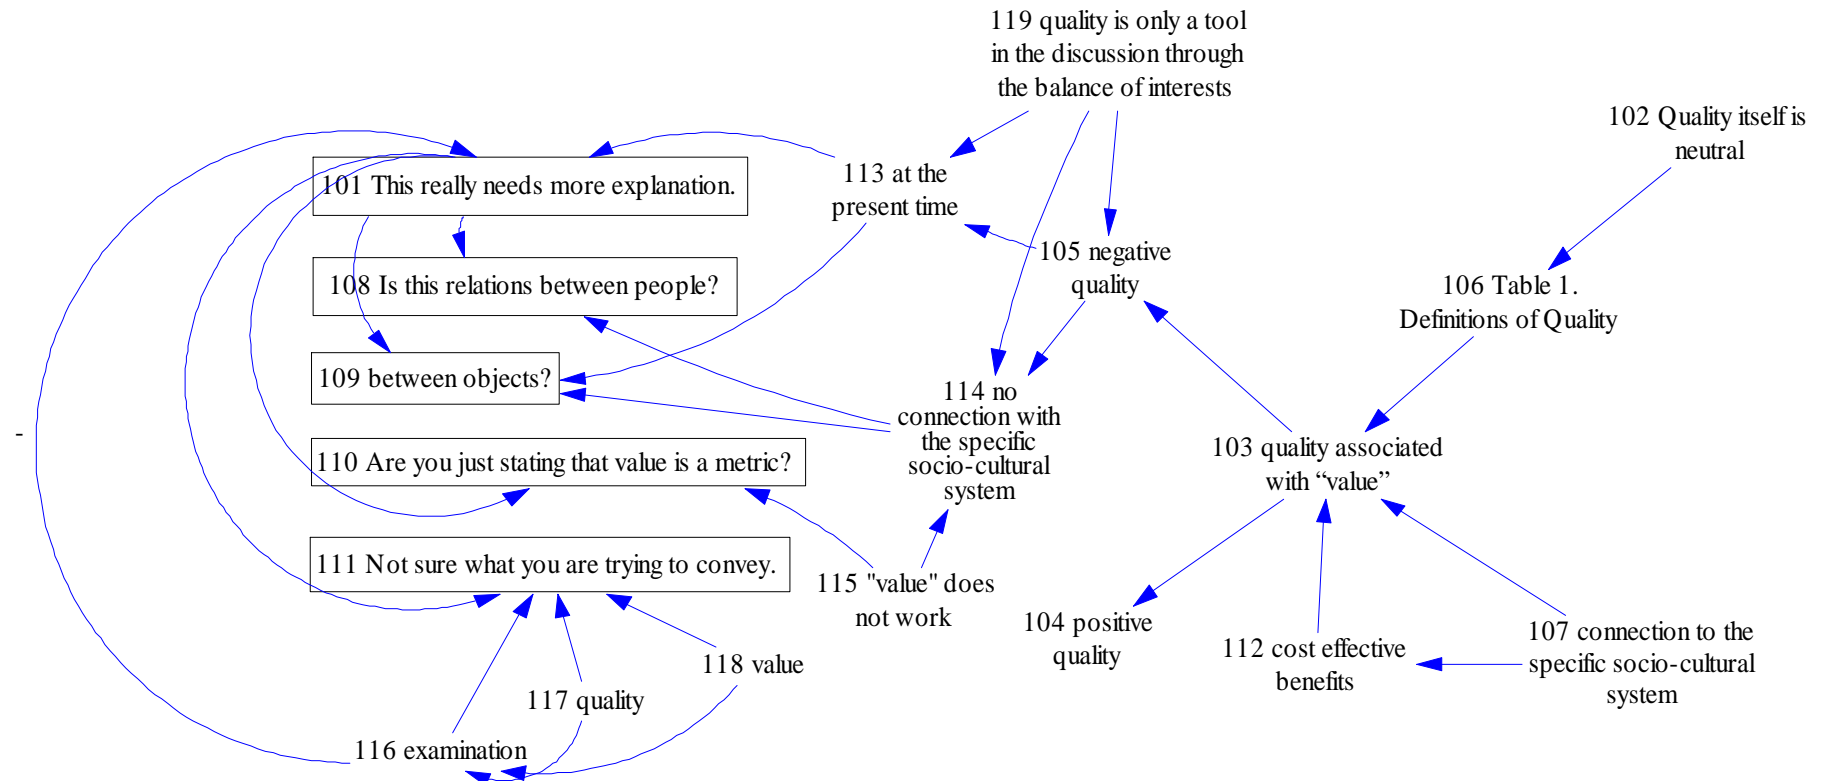 119 quality is only a tool
in the discussion through
the balance of interests
102 Quality itself is
neutral
101 This really needs more explanation.
113 at the
present time
108 Is this relations between people?
105 negative
quality
106 Table 1.
Definitions of Quality
109 between objects?
114 no
connection with
the specific
socio-cultural
system
-
110 Are you just stating that value is a metric?
103 quality associated
with “value”
111 Not sure what you are trying to convey.
115 "value" does
not work
104 positive
quality
112 cost effective
benefits
107 connection to the
specific socio-cultural
system
118 value
117 quality
116 examination